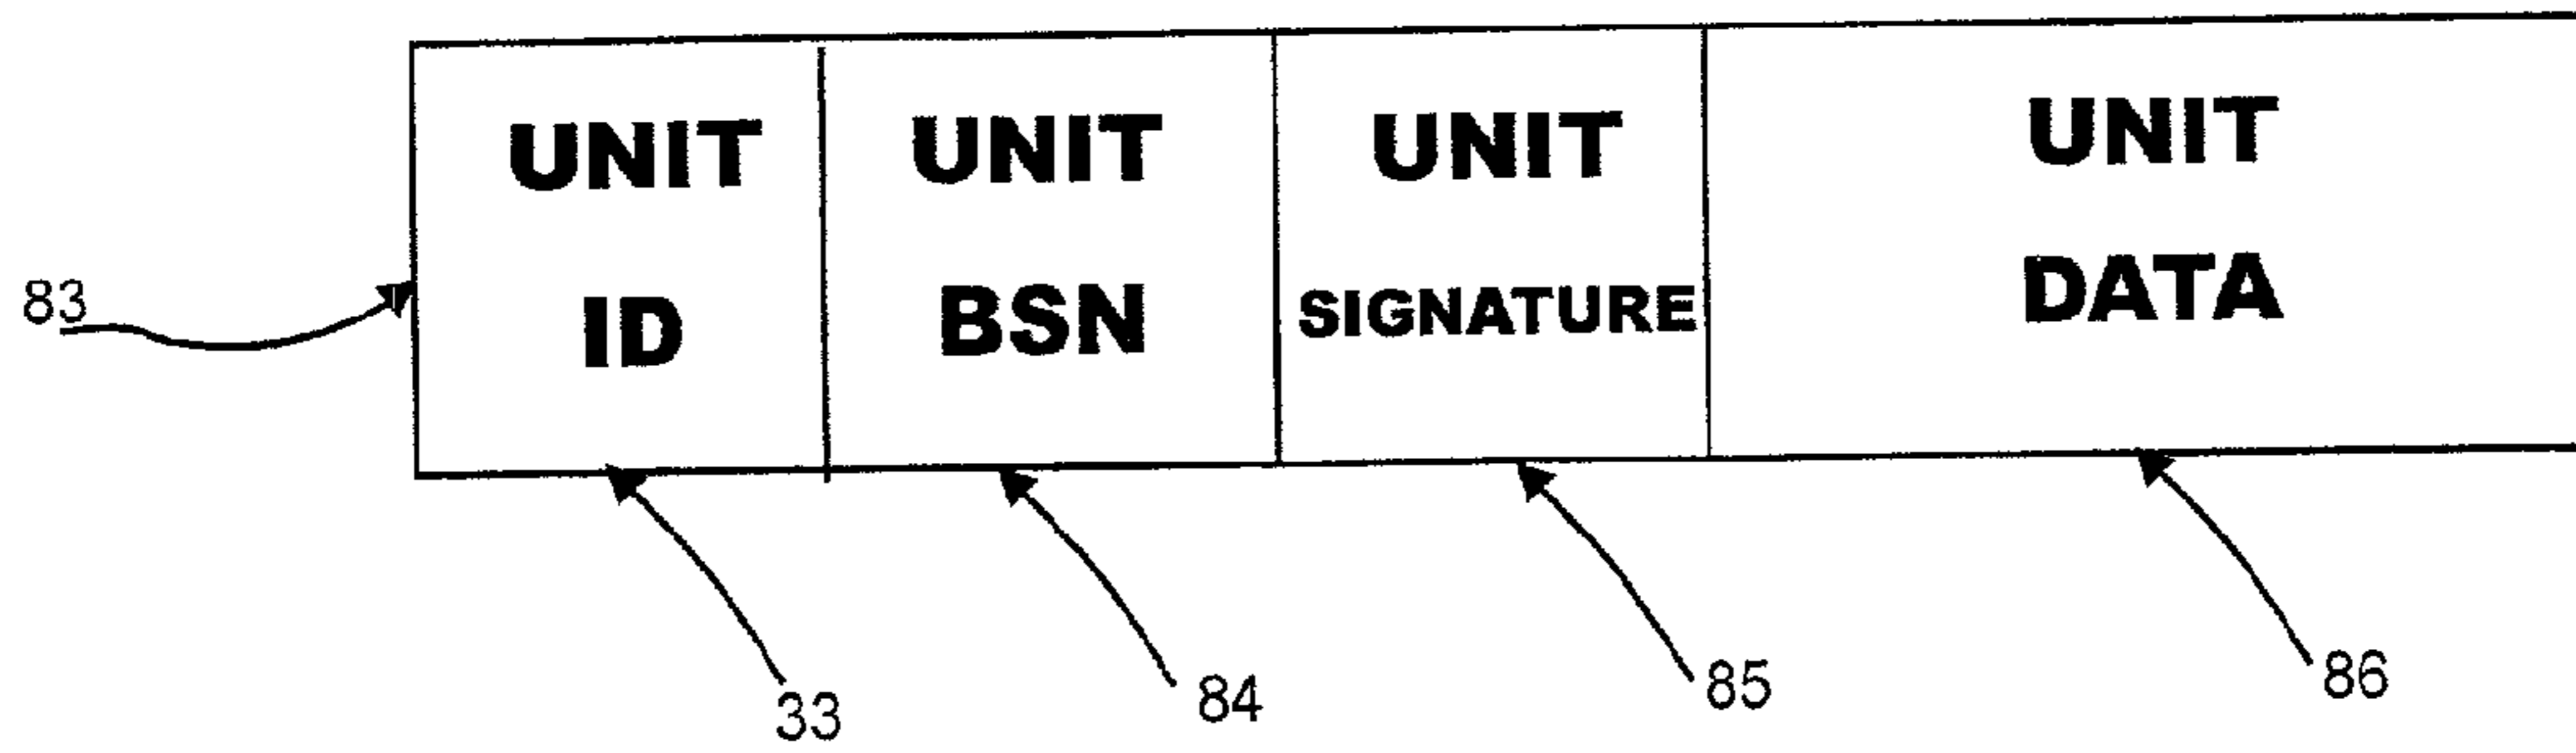 UNIT UNIT UNIT UNIT
ID BSN SIGNATURE DATA
83
33 84 85 86